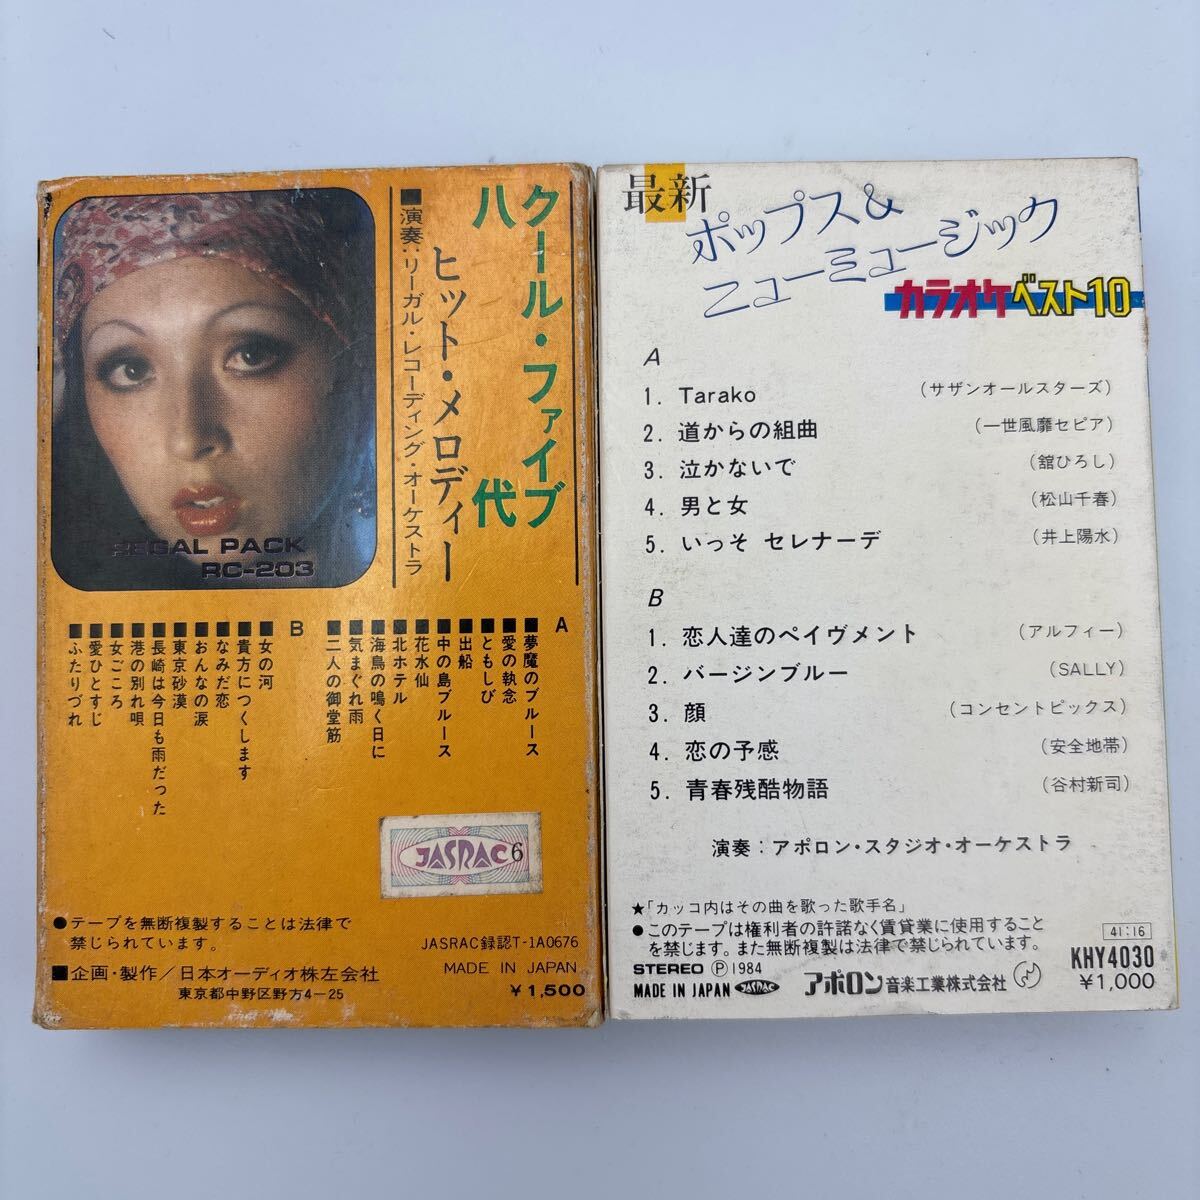 クール・ファイブ
八代
ヒット・メロディー
■演奏:リーガル・レコーディング・オーケストラ
REGAL PACK
RC-203
A
■夢魔のブルース
■愛の執念
■ともしび
■出船
■中の島ブルース
■花水仙
■北ホテル
■海鳥の鳴く日に
■気まぐれ雨
■二人の御堂筋
B
■女の河
■貴方につくします
■なみだ恋
■おんなの涙
■東京砂漠
■長崎は今日も雨だった
■港の別れ唄
■女ごころ
■愛ひとすじ
■ふたりづれ
JASRAC 6
●テープを無断複製することは法律で
禁じられています。
JASRAC録認T-1A0676
■企画・製作/日本オーディオ株左会社
MADE IN JAPAN
東京都中野区野方4-25
¥1,500
最新
ポップス&
ニューミュージック
カラオケベスト10
A
1. Tarako (サザンオールスターズ)
2. 道からの組曲 (一世風靡セピア)
3. 泣かないで (舘ひろし)
4. 男と女 (松山千春)
5. いっそ セレナーデ (井上陽水)
B
1. 恋人達のペイヴメント (アルフィー)
2. バージンブルー (SALLY)
3. 顔 (コンセントピックス)
4. 恋の予感 (安全地帯)
5. 青春残酷物語 (谷村新司)
演奏:アポロン・スタジオ・オーケストラ
★「カッコ内はその曲を歌った歌手名」
●このテープは権利者の許諾なく賃貸業に使用すること
を禁じます。また無断複製は法律で禁じられています。
41:16
STEREO Ⓟ1984
KHY4030
MADE IN JAPAN JASRAC アポロン音楽工業株式会社
¥1,000